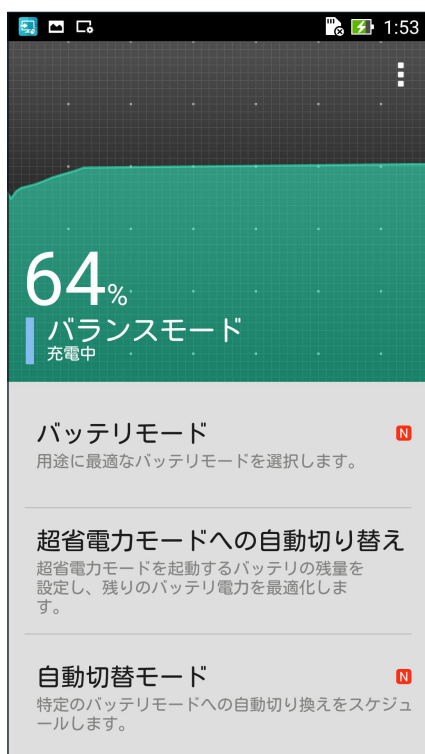 1:53
64%
バランスモード
充電中
バッテリモード N
用途に最適なバッテリモードを選択します。
超省電力モードへの自動切り替え
超省電力モードを起動するバッテリの残量を
設定し、残りのバッテリ電力を最適化しま
す。
自動切替モード N
特定のバッテリモードへの自動切り換えをスケジュ
ールします。